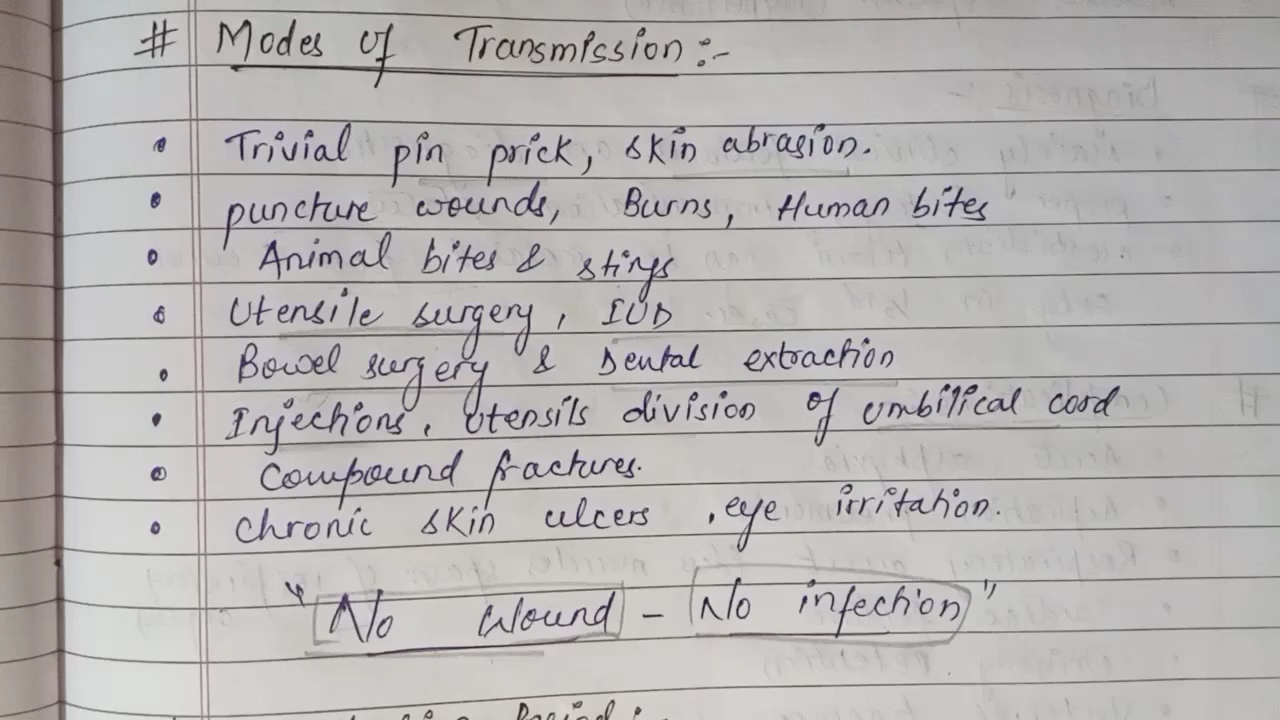 # Modes of Transmission :-
• Trivial pin prick, skin abrasion.
• puncture wounds, Burns, Human bites
• Animal bites & stings
• Utensile surgery, IUD
• Bowel surgery & Dental extraction
• Injections, Utensils division of umbilical cord
• Compound fractures.
• chronic skin ulcers, eye irritation.
"No wound - No infection"
Period :